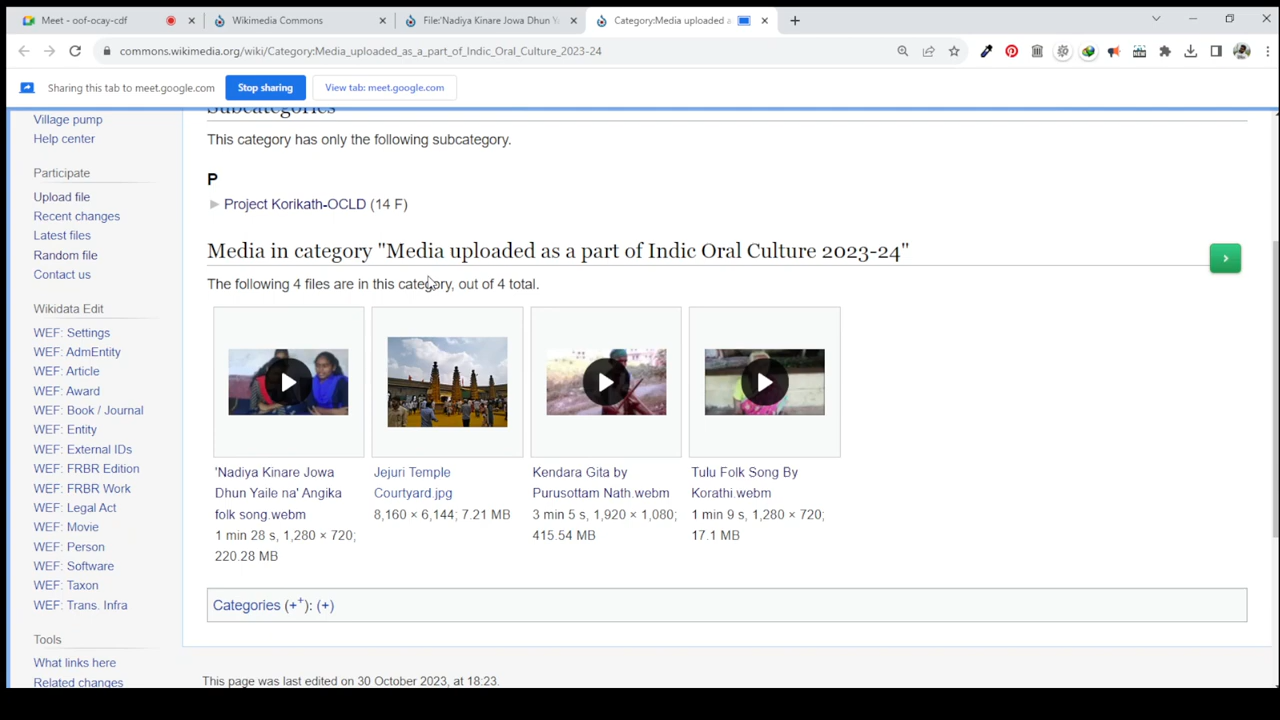 Meet - oof-ocay-cdf
Wikimedia Commons
File:'Nadiya Kinare Jowa Dhun Ya
Category:Media uploaded a
commons.wikimedia.org/wiki/Category:Media_uploaded_as_a_part_of_Indic_Oral_Culture_2023-24
Sharing this tab to meet.google.com
Stop sharing
View tab: meet.google.com
Village pump
Help center
Participate
Upload file
Recent changes
Latest files
Random file
Contact us
Wikidata Edit
WEF: Settings
WEF: AdmEntity
WEF: Article
WEF: Award
WEF: Book / Journal
WEF: Entity
WEF: External IDs
WEF: FRBR Edition
WEF: FRBR Work
WEF: Legal Act
WEF: Movie
WEF: Person
WEF: Software
WEF: Taxon
WEF: Trans. Infra
Tools
What links here
Related changes
Subcategories
This category has only the following subcategory.
P
Project Korikath-OCLD (14 F)
Media in category "Media uploaded as a part of Indic Oral Culture 2023-24"
The following 4 files are in this category, out of 4 total.
'Nadiya Kinare Jowa
Dhun Yaile na' Angika
folk song.webm
1 min 28 s, 1,280 × 720;
220.28 MB
Jejuri Temple
Courtyard.jpg
8,160 × 6,144; 7.21 MB
Kendara Gita by
Purusottam Nath.webm
3 min 5 s, 1,920 × 1,080;
415.54 MB
Tulu Folk Song By
Korathi.webm
1 min 9 s, 1,280 × 720;
17.1 MB
Categories (+⁺): (+)
This page was last edited on 30 October 2023, at 18:23.